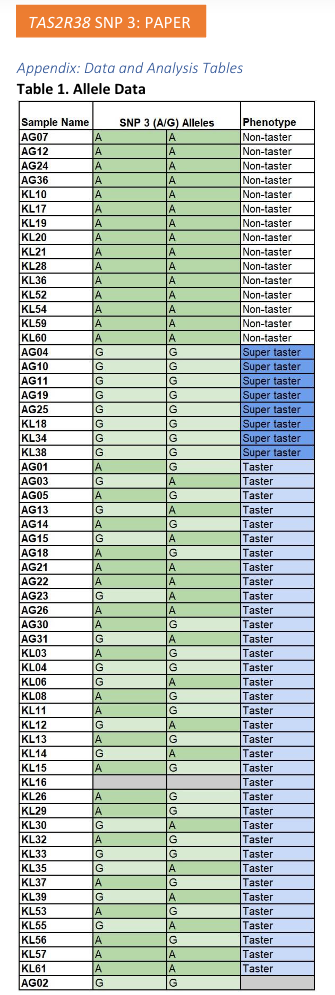 TAS2R38 SNP 3: PAPER
Appendix: Data and Analysis Tables
Table 1. Allele Data
Sample Name SNP 3 (A/G) Alleles Phenotype
AG07 A A Non-taster
AG12 A A Non-taster
AG24 A A Non-taster
AG36 A A Non-taster
KL10 A A Non-taster
KL17 A A Non-taster
KL19 A A Non-taster
KL20 A A Non-taster
KL21 A A Non-taster
KL28 A A Non-taster
KL36 A A Non-taster
KL52 A A Non-taster
KL54 A A Non-taster
KL59 A A Non-taster
KL60 A A Non-taster
AG04 G G Super taster
AG10 G G Super taster
AG11 G G Super taster
AG19 G G Super taster
AG25 G G Super taster
KL18 G G Super taster
KL34 G G Super taster
KL38 G G Super taster
AG01 A G Taster
AG03 G A Taster
AG05 A G Taster
AG13 G A Taster
AG14 A G Taster
AG15 G A Taster
AG18 A G Taster
AG21 A A Taster
AG22 A A Taster
AG23 G A Taster
AG26 A A Taster
AG30 A G Taster
AG31 G A Taster
KL03 A G Taster
KL04 G G Taster
KL06 G A Taster
KL08 A G Taster
KL11 A G Taster
KL12 G A Taster
KL13 A G Taster
KL14 G A Taster
KL15 A G Taster
KL16 Taster
KL26 A G Taster
KL29 A G Taster
KL30 G A Taster
KL32 A G Taster
KL33 G G Taster
KL35 G A Taster
KL37 A G Taster
KL39 G A Taster
KL53 A G Taster
KL55 G A Taster
KL56 A G Taster
KL57 A A Taster
KL61 A A Taster
AG02 G G